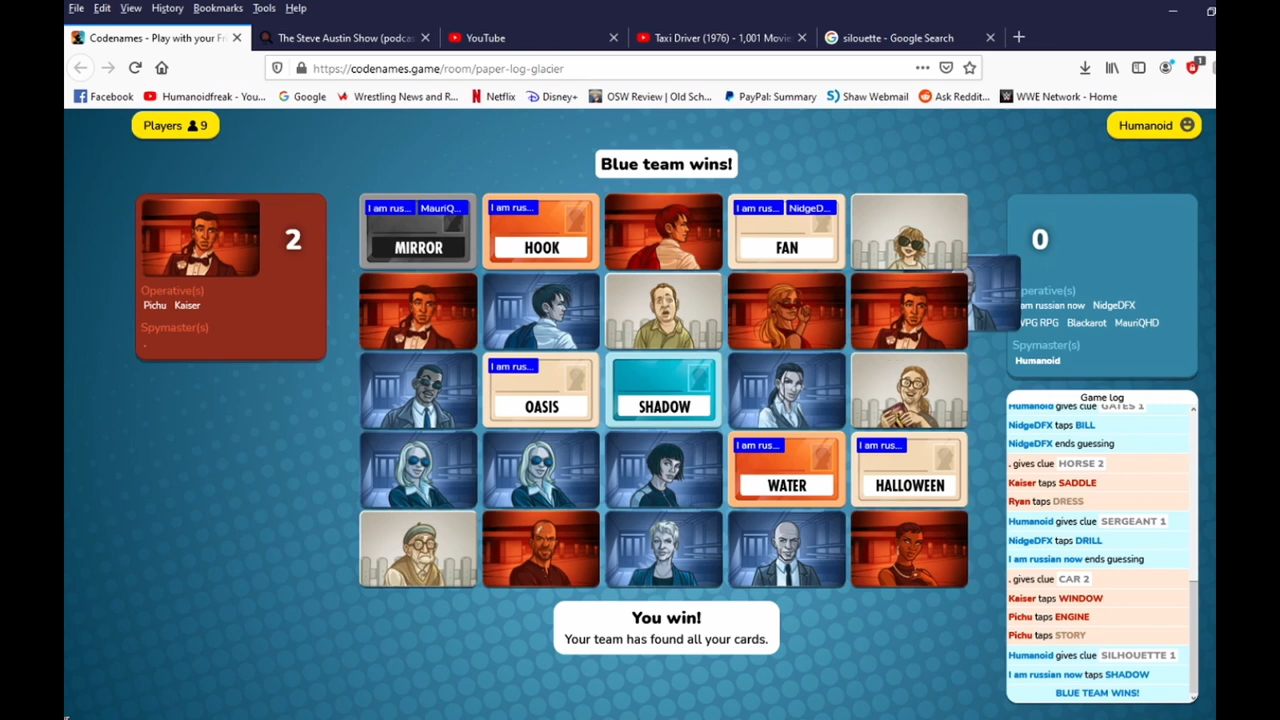 File Edit View History Bookmarks Tools Help
Codenames - Play with your Fr
The Steve Austin Show (podca
YouTube
Taxi Driver (1976) - 1,001 Movie
silouette - Google Search
https://codenames.game/room/paper-log-glacier
1
Facebook
Humanoidfreak - You...
Google
Wrestling News and R...
Netflix
Disney+
OSW Review | Old Sch...
PayPal: Summary
Shaw Webmail
Ask Reddit...
WWE Network - Home
Players 9
Humanoid
Blue team wins!
2
Operative(s)
Pichu Kaiser
Spymaster(s)
.
I am rus... MauriQ...
MIRROR
I am rus...
HOOK
I am rus... NidgeD...
FAN
I am rus...
OASIS
SHADOW
I am rus...
WATER
I am rus...
HALLOWEEN
You win!
Your team has found all your cards.
0
perative(s)
am russian now NidgeDFX
VPG RPG Blackarot MauriQHD
Spymaster(s)
Humanoid
Game log
Humanoid gives clue GATES 1
NidgeDFX taps BILL
NidgeDFX ends guessing
. gives clue HORSE 2
Kaiser taps SADDLE
Ryan taps DRESS
Humanoid gives clue SERGEANT 1
NidgeDFX taps DRILL
I am russian now ends guessing
. gives clue CAR 2
Kaiser taps WINDOW
Pichu taps ENGINE
Pichu taps STORY
Humanoid gives clue SILHOUETTE 1
I am russian now taps SHADOW
BLUE TEAM WINS!